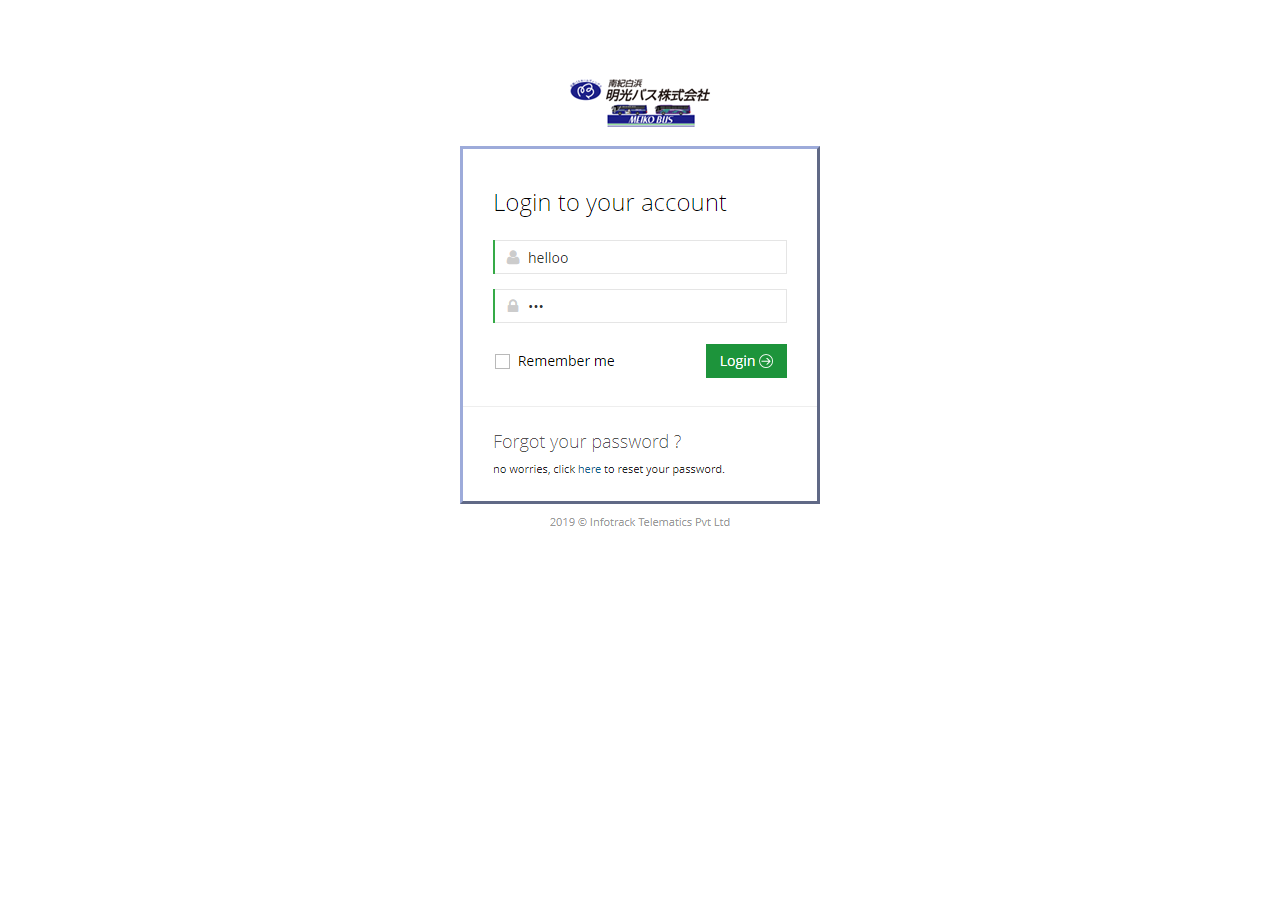 南紀白浜
明光バス株式会社
MEIKO BUS
Login to your account
helloo
•••
Remember me
Login
Forgot your password ?
no worries, click here to reset your password.
2019 © Infotrack Telematics Pvt Ltd